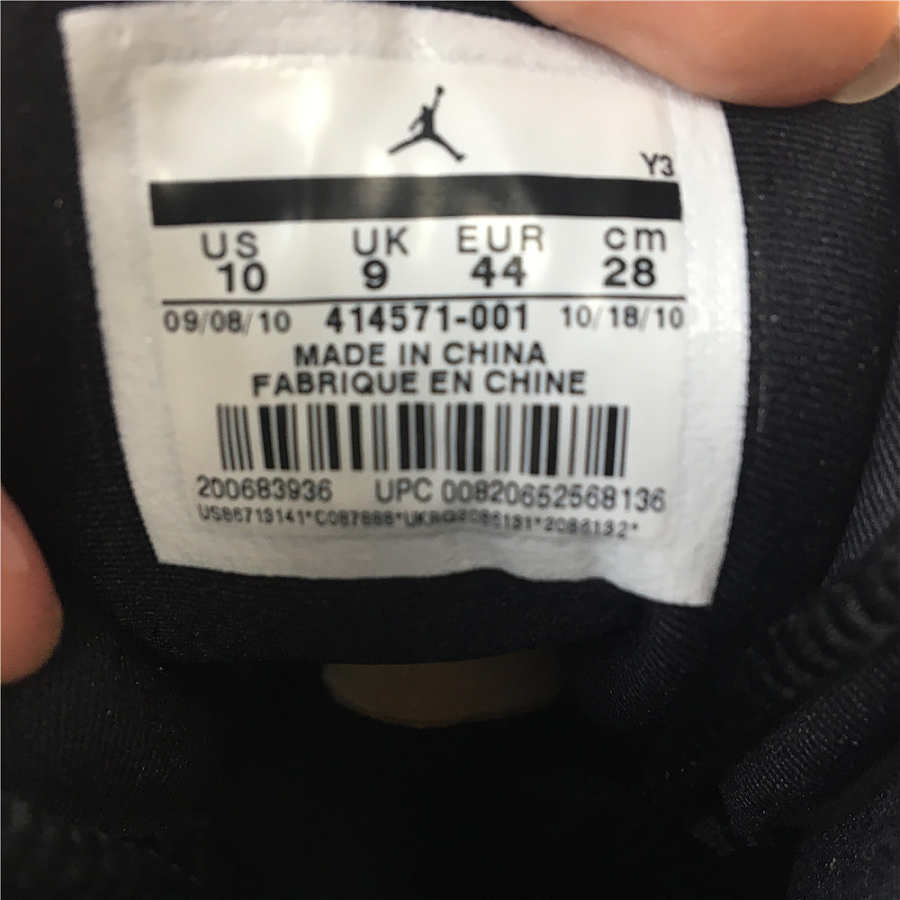 Y3
US UK EUR cm
10 9 44 28
09/08/10 414571-001 10/18/10
MADE IN CHINA
FABRIQUE EN CHINE
200683936 UPC 00820652568136